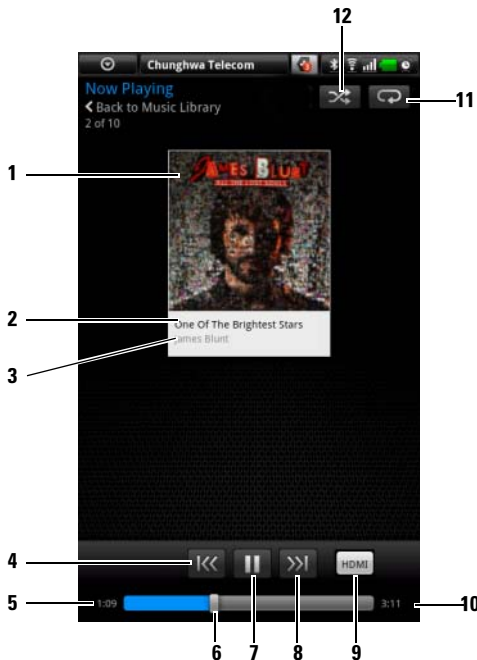 12
Chunghwa Telecom
Now Playing
Back to Music Library
2 of 10
11
1
JAMES BLUNT
ALL THE LOST SOULS
2
One Of The Brightest Stars
James Blunt
3
4
HDMI
5
1:09
3:11
10
6
7
8
9